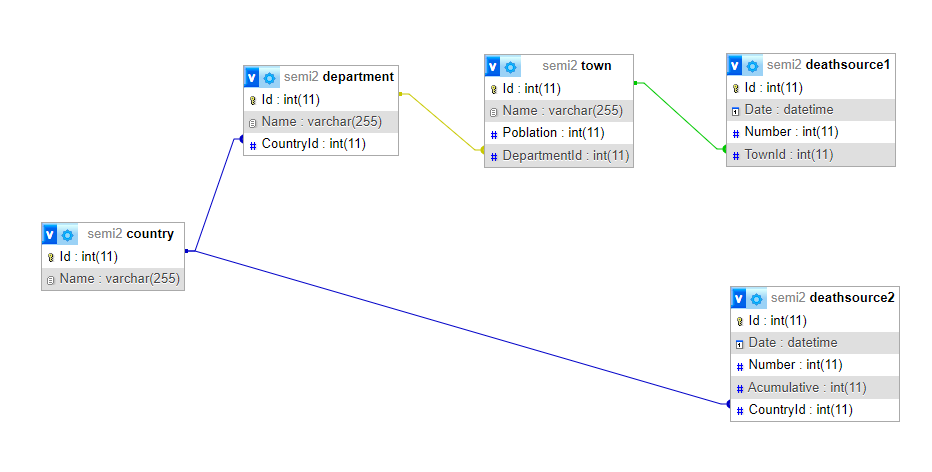 semi2 department
Id : int(11)
Name : varchar(255)
CountryId : int(11)
semi2 town
Id : int(11)
Name : varchar(255)
Poblation : int(11)
DepartmentId : int(11)
semi2 deathsource1
Id : int(11)
Date : datetime
Number : int(11)
TownId : int(11)
semi2 country
Id : int(11)
Name : varchar(255)
semi2 deathsource2
Id : int(11)
Date : datetime
Number : int(11)
Acumulative : int(11)
CountryId : int(11)